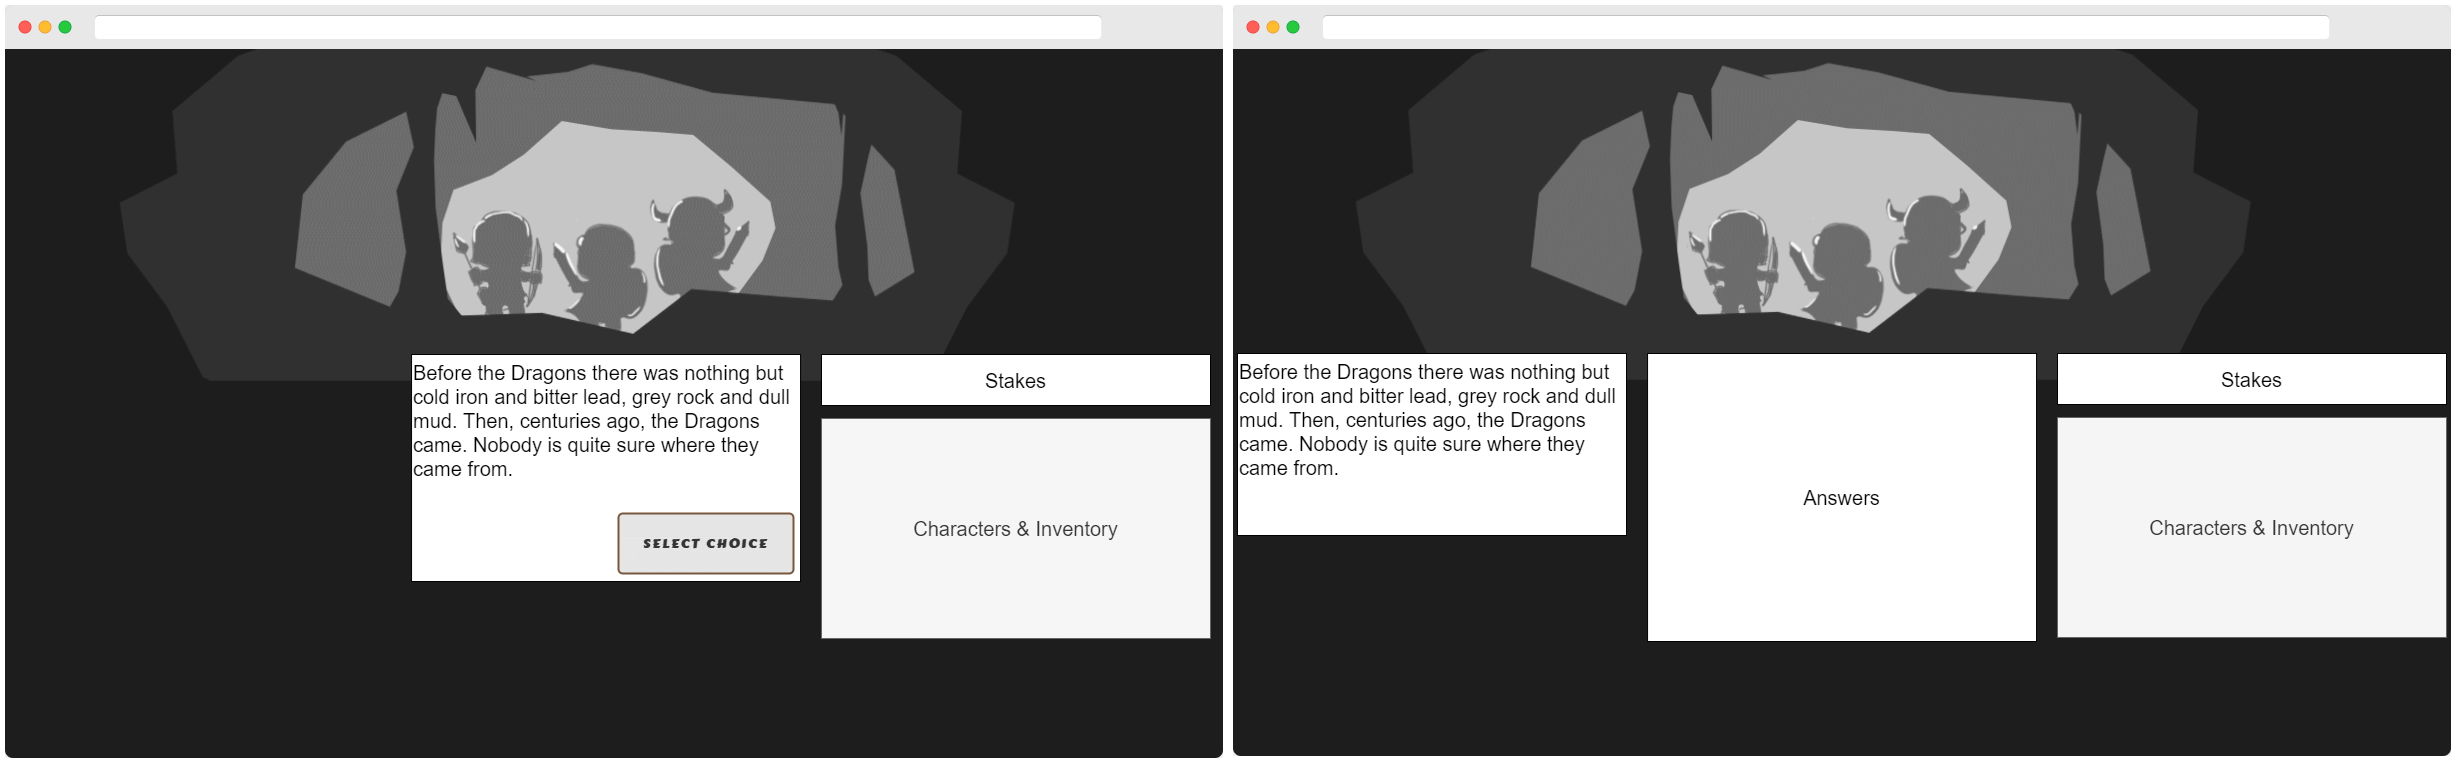 Before the Dragons there was nothing but
cold iron and bitter lead, grey rock and dull
mud. Then, centuries ago, the Dragons
came. Nobody is quite sure where they
came from.
SELECT CHOICE
Stakes
Characters & Inventory
Before the Dragons there was nothing but
cold iron and bitter lead, grey rock and dull
mud. Then, centuries ago, the Dragons
came. Nobody is quite sure where they
came from.
Answers
Stakes
Characters & Inventory